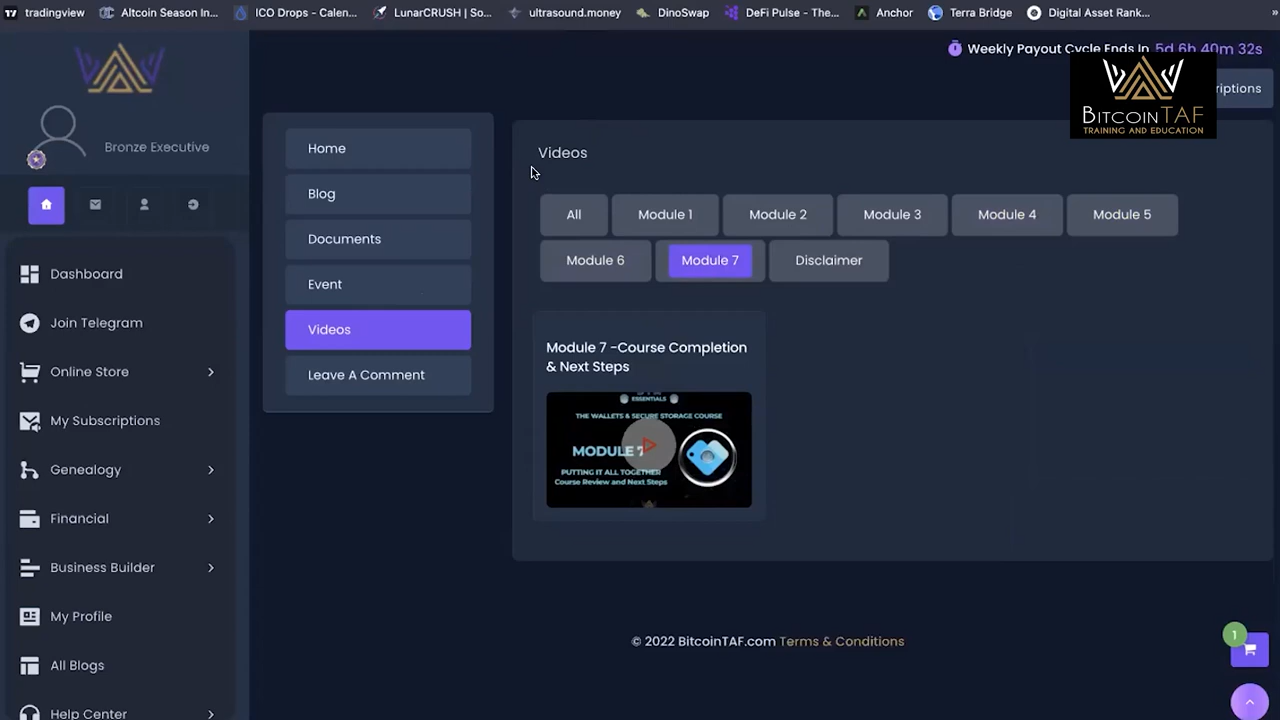 tradingview
Altcoin Season In...
ICO Drops - Calen...
LunarCRUSH | So...
ultrasound.money
DinoSwap
DeFi Pulse - The...
Anchor
Terra Bridge
Digital Asset Rank...
»
Weekly Payout Cycle Ends In 5d 6h 40m 32s
riptions
BITCOINTAF
TRAINING AND EDUCATION
Bronze Executive
Dashboard
Join Telegram
Online Store
My Subscriptions
Genealogy
Financial
Business Builder
My Profile
All Blogs
Help Center
Home
Blog
Documents
Event
Videos
Leave A Comment
Videos
All
Module 1
Module 2
Module 3
Module 4
Module 5
Module 6
Module 7
Disclaimer
Module 7 -Course Completion
& Next Steps
ESSENTIALS
THE WALLETS & SECURE STORAGE COURSE
MODULE 7
PUTTING IT ALL TOGETHER
Course Review and Next Steps
© 2022 BitcoinTAF.com Terms & Conditions
1